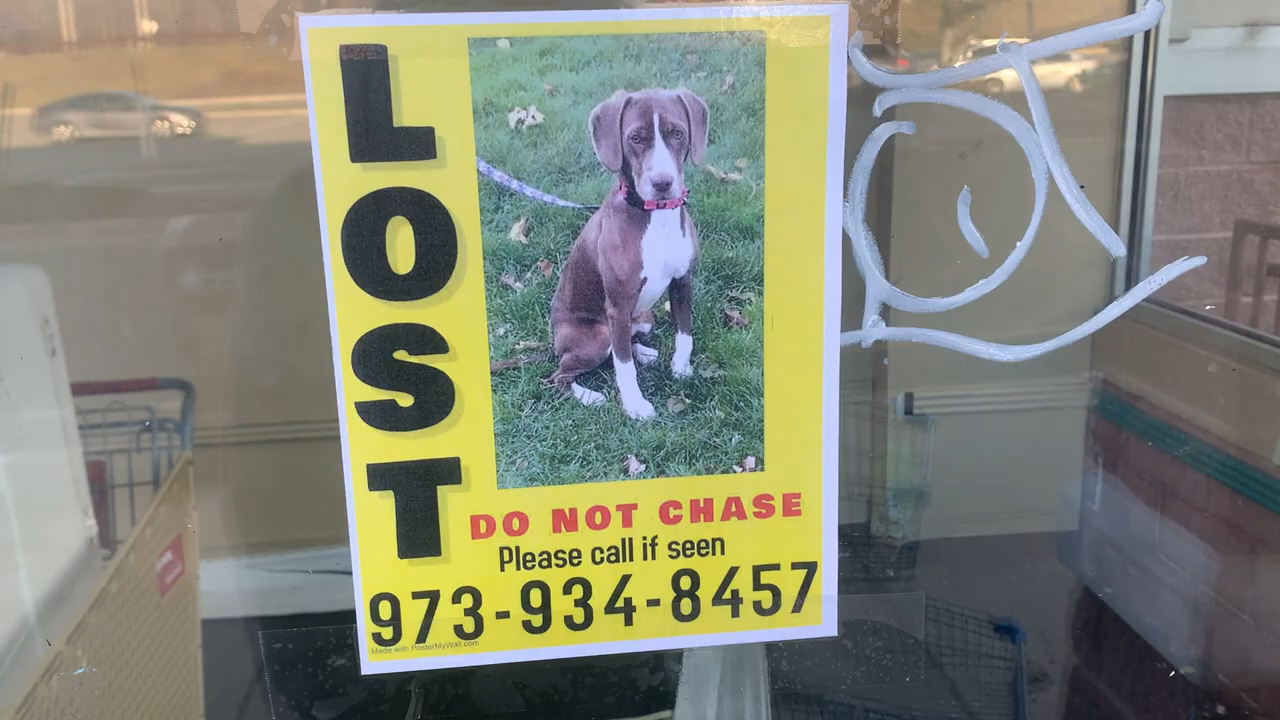 LOST
DO NOT CHASE
Please call if seen
973-934-8457
Made with PosterMyWall.com